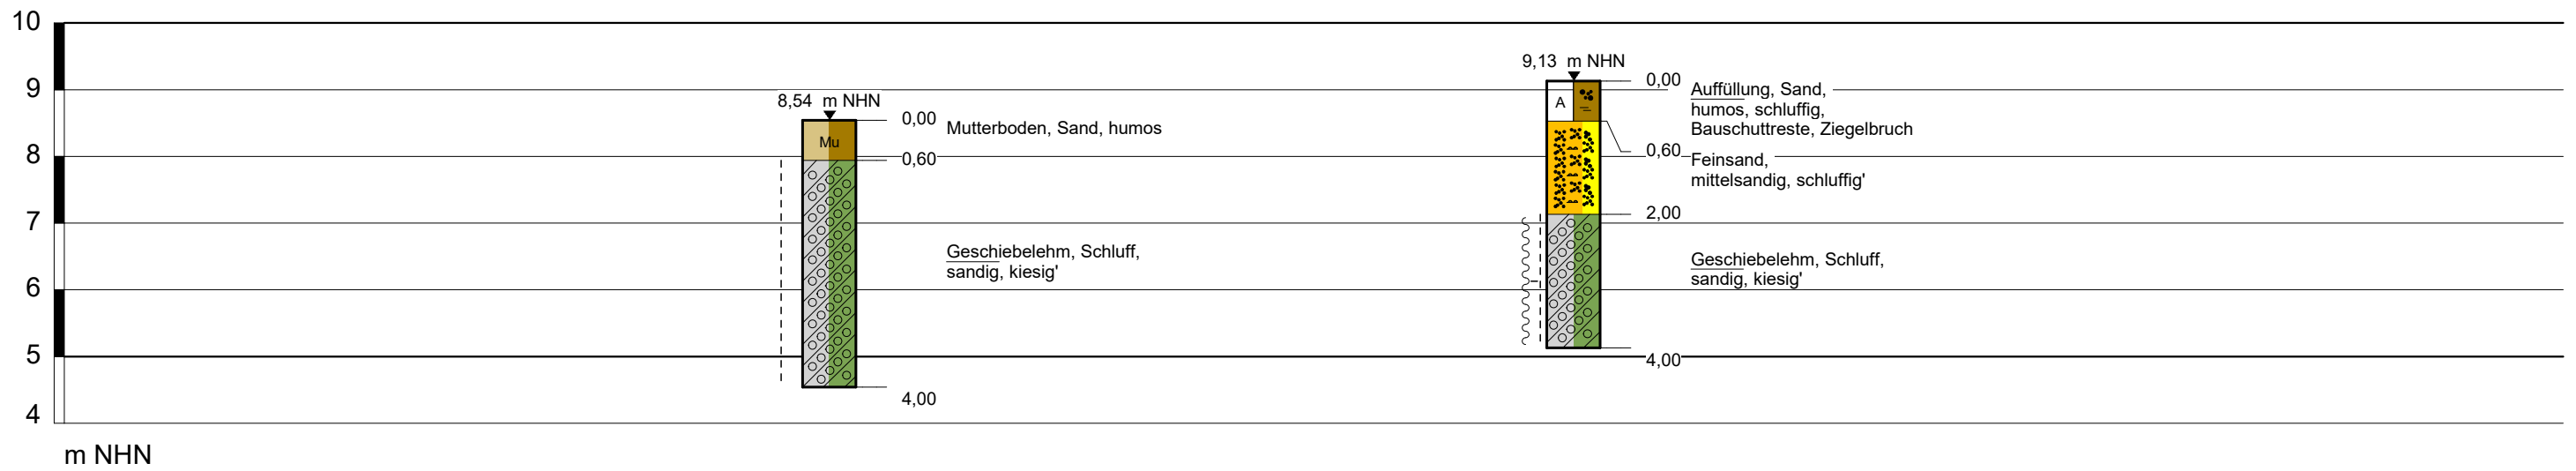 10
9
8
7
6
5
4
m NHN
8,54 m NHN
Mu
0,00
0,60
4,00
Mutterboden, Sand, humos
Geschiebelehm, Schluff,
sandig, kiesig'
9,13 m NHN
A
0,00
0,60
2,00
4,00
Auffüllung, Sand,
humos, schluffig,
Bauschuttreste, Ziegelbruch
Feinsand,
mittelsandig, schluffig'
Geschiebelehm, Schluff,
sandig, kiesig'